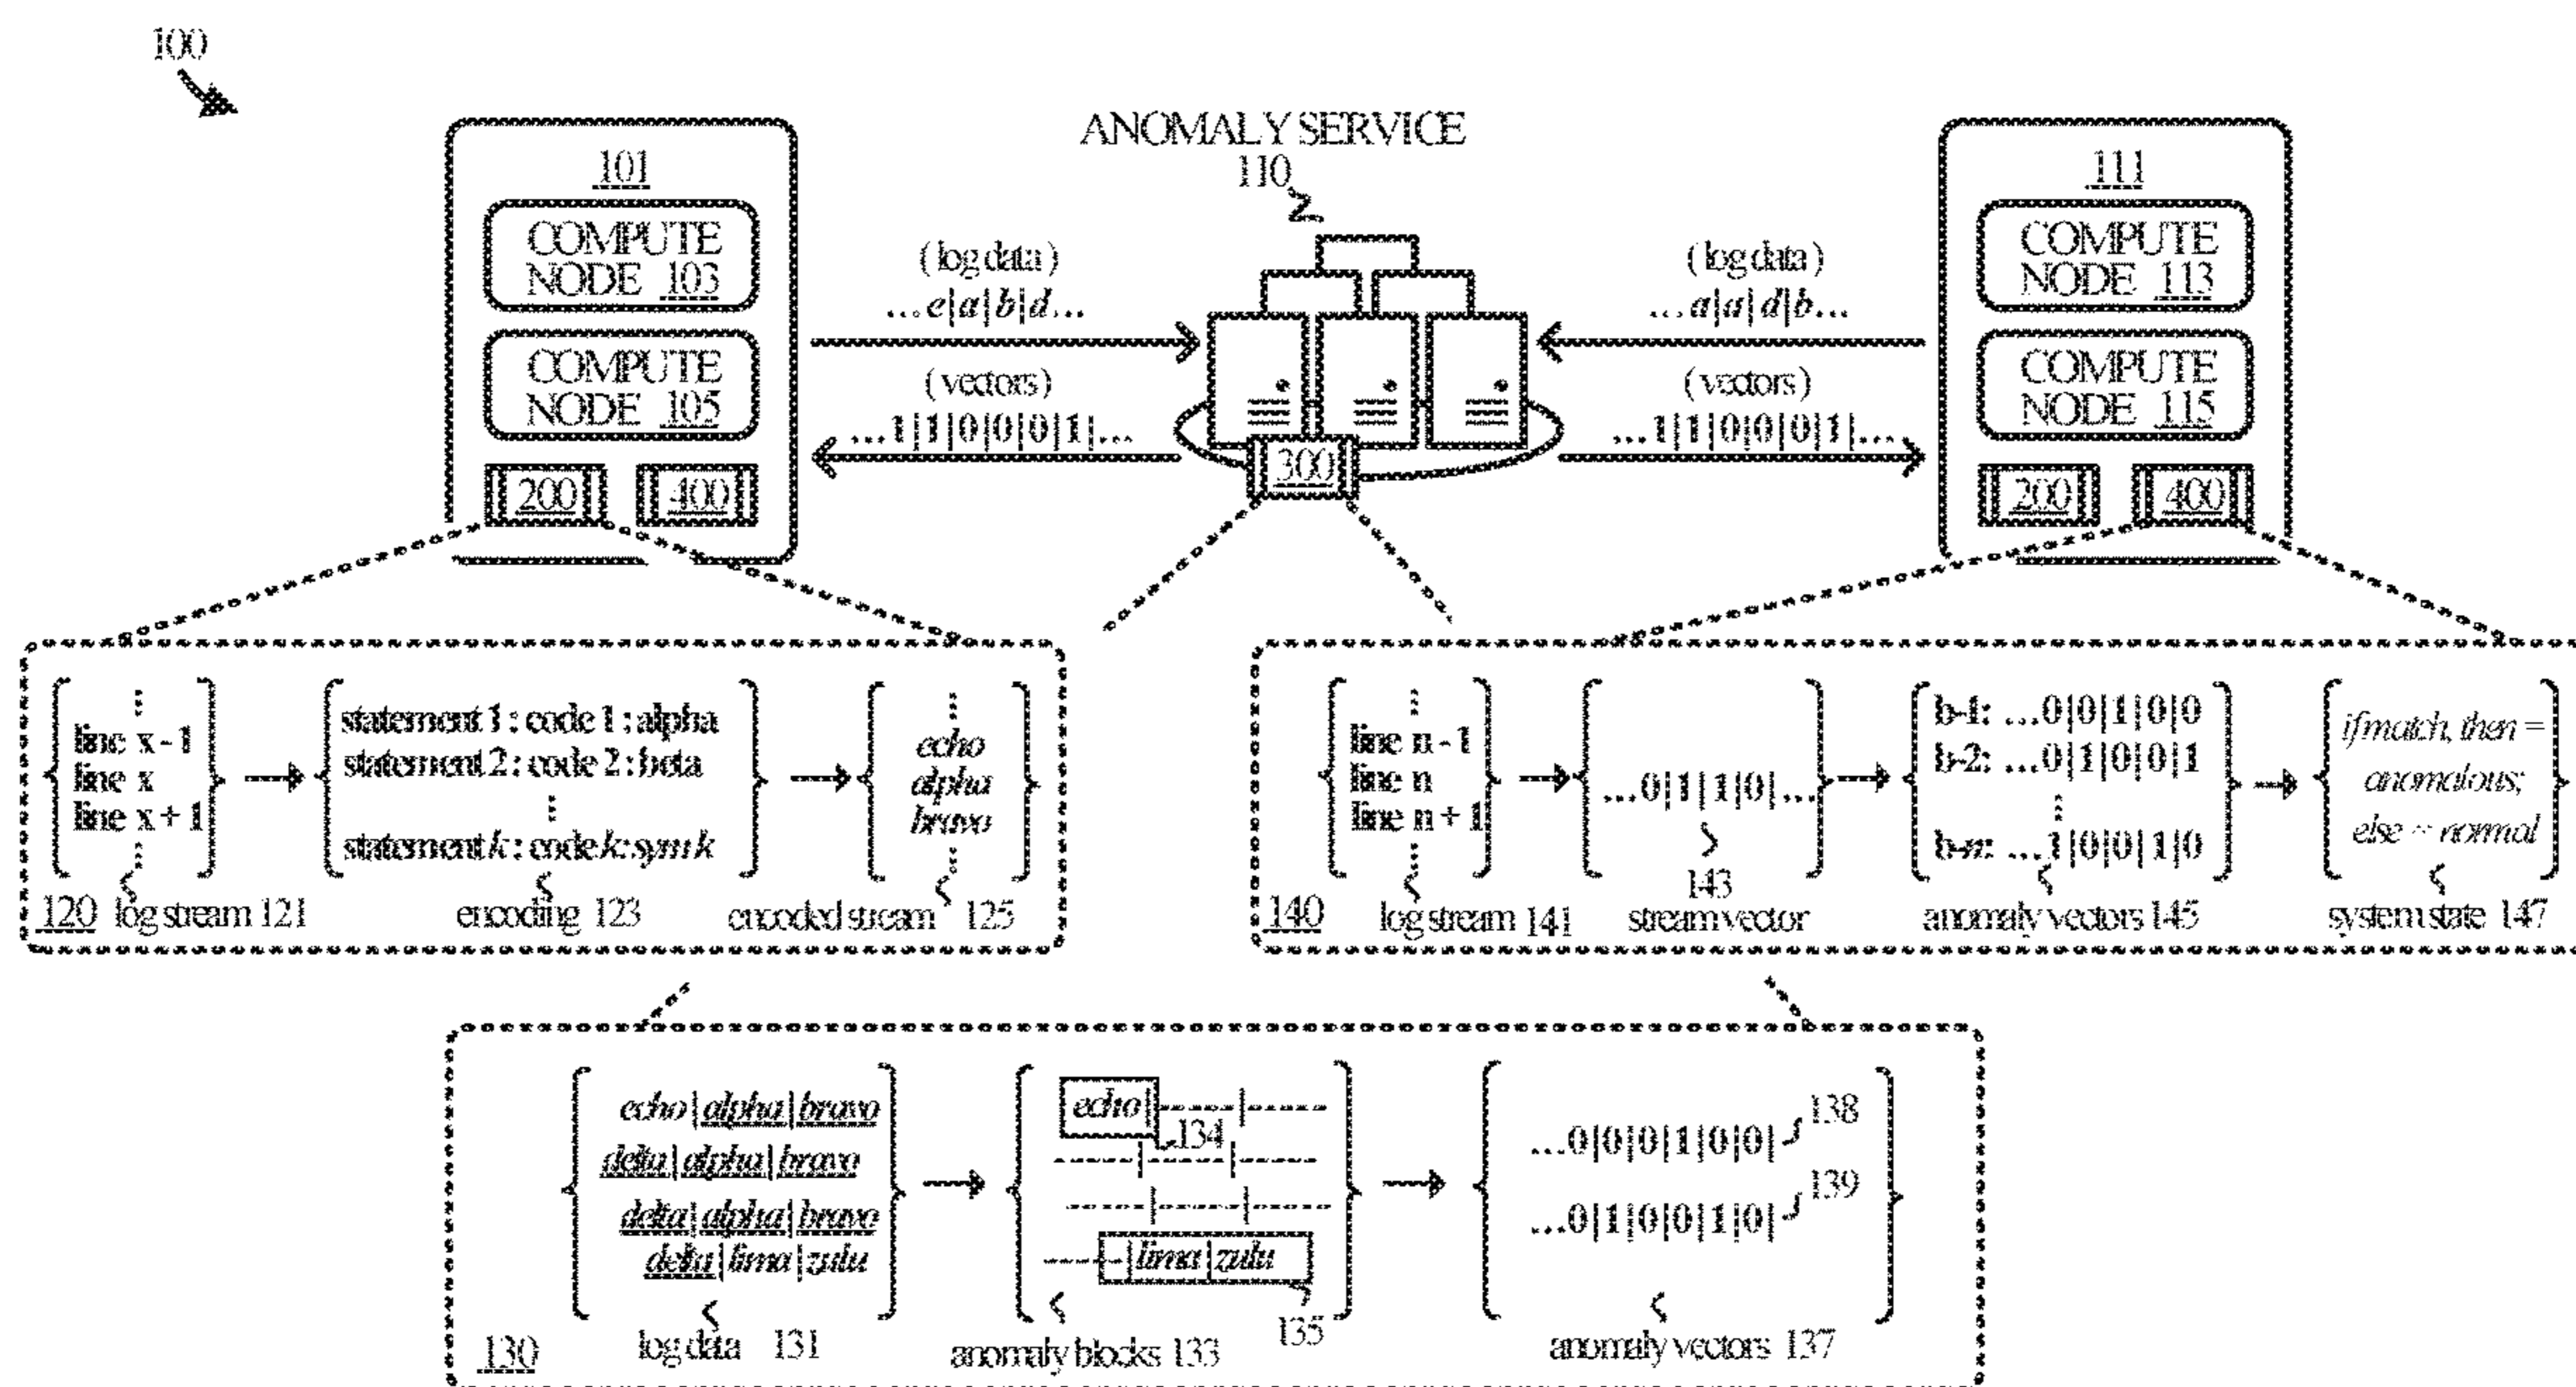 100
ANOMALY SERVICE
110
101
COMPUTE
NODE 103
COMPUTE
NODE 105
200 400
(log data)
...e|a|b|d...
(vectors)
...1|1|0|0|0|1|...
300
(log data)
...a|a|d|b...
(vectors)
...1|1|0|0|0|1|...
111
COMPUTE
NODE 113
COMPUTE
NODE 115
200 400
line x - 1
line x
line x + 1
statement 1 : code 1 : alpha
statement 2 : code 2 : beta
statement k : code k: sym k
echo
alpha
bravo
120 log stream 121
encoding 123
encoded stream 125
line n - 1
line n
line n + 1
...0|1|1|0|...
b-1: ...0|0|1|0|0
b-2: ...0|1|0|0|1
b-n: ...1|0|0|1|0
if match, then =
anomalous;
else ~ normal
140 log stream 141
143
stream vector
anomaly vectors 145
system state 147
echo|alpha|bravo
delta|alpha|bravo
delta|alpha|bravo
delta|lima|zulu
echo|
134
|lima|zulu
135
...0|0|0|1|0|0| 138
...0|1|0|0|1|0| 139
130 log data 131
anomaly blocks 133
anomaly vectors 137